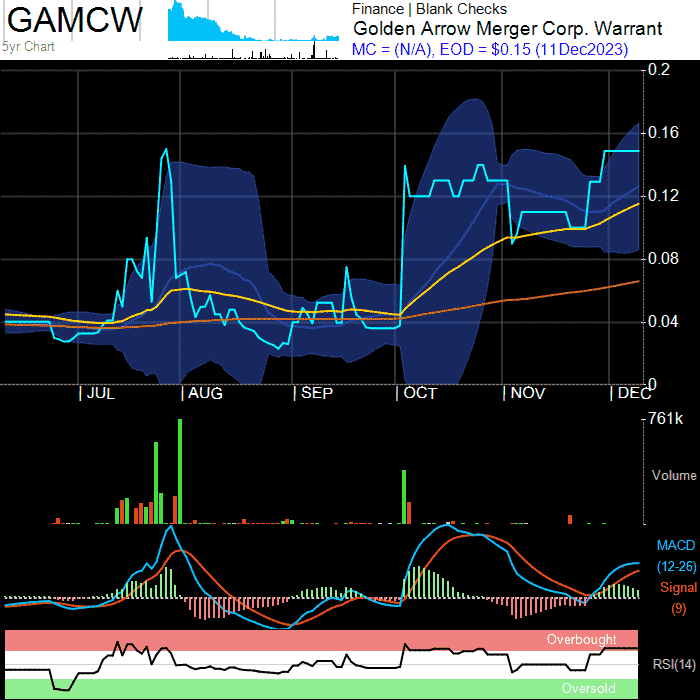 GAMCW
5yr Chart
Finance | Blank Checks
Golden Arrow Merger Corp. Warrant
MC = (N/A), EOD = $0.15 (11Dec2023)
0.2
0.16
0.12
0.08
0.04
0
JUL AUG SEP OCT NOV DEC
761k
Volume
MACD
(12-26)
Signal
(9)
Overbought
RSI(14)
Oversold